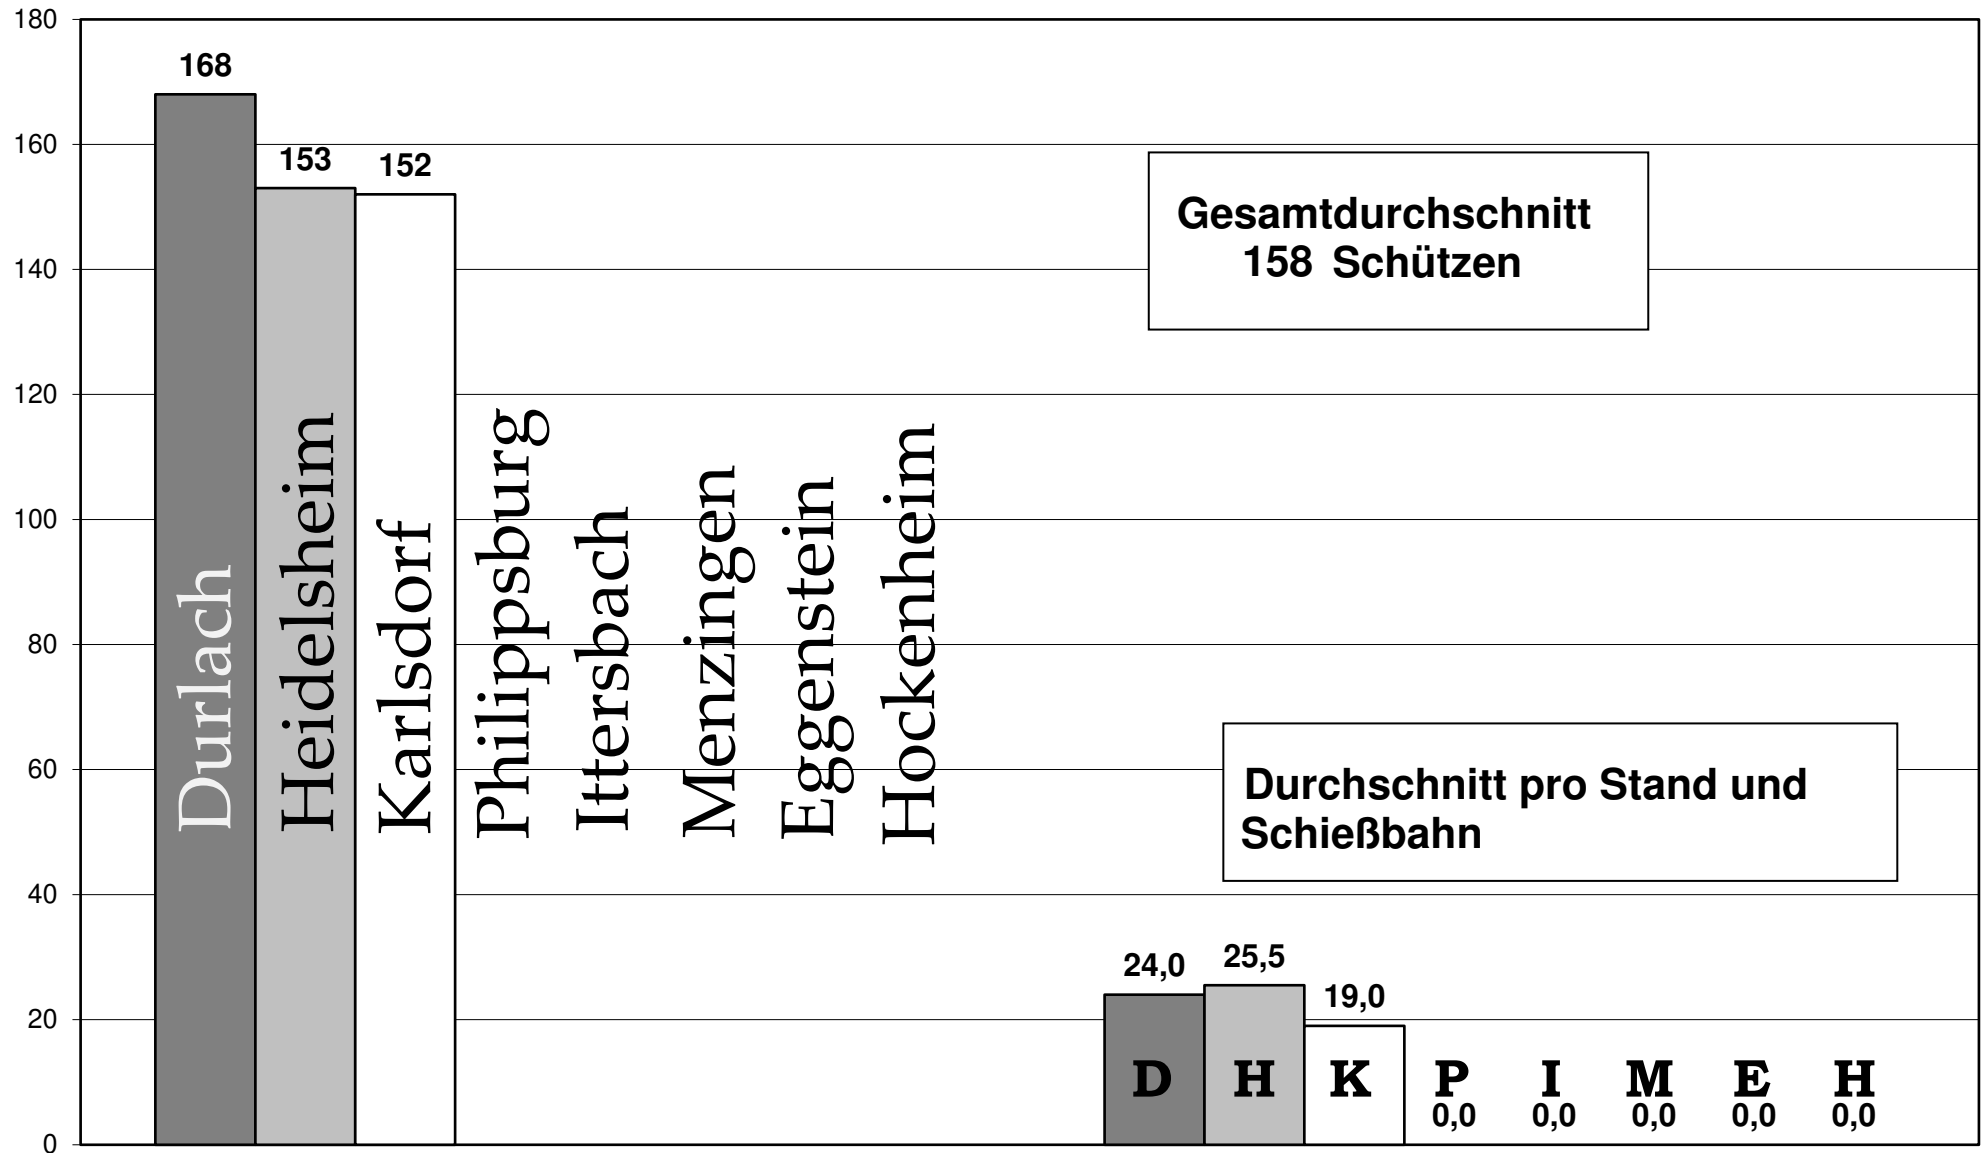 180
160
140
120
100
80
60
40
20
0
168
153
152
Durlach
Heidelsheim
Karlsdorf
Philippsburg
Ittersbach
Menzingen
Eggenstein
Hockenheim
Gesamtdurchschnitt
158 Schützen
Durchschnitt pro Stand und
Schießbahn
24,0
25,5
19,0
D H K P I M E H
0,0 0,0 0,0 0,0 0,0